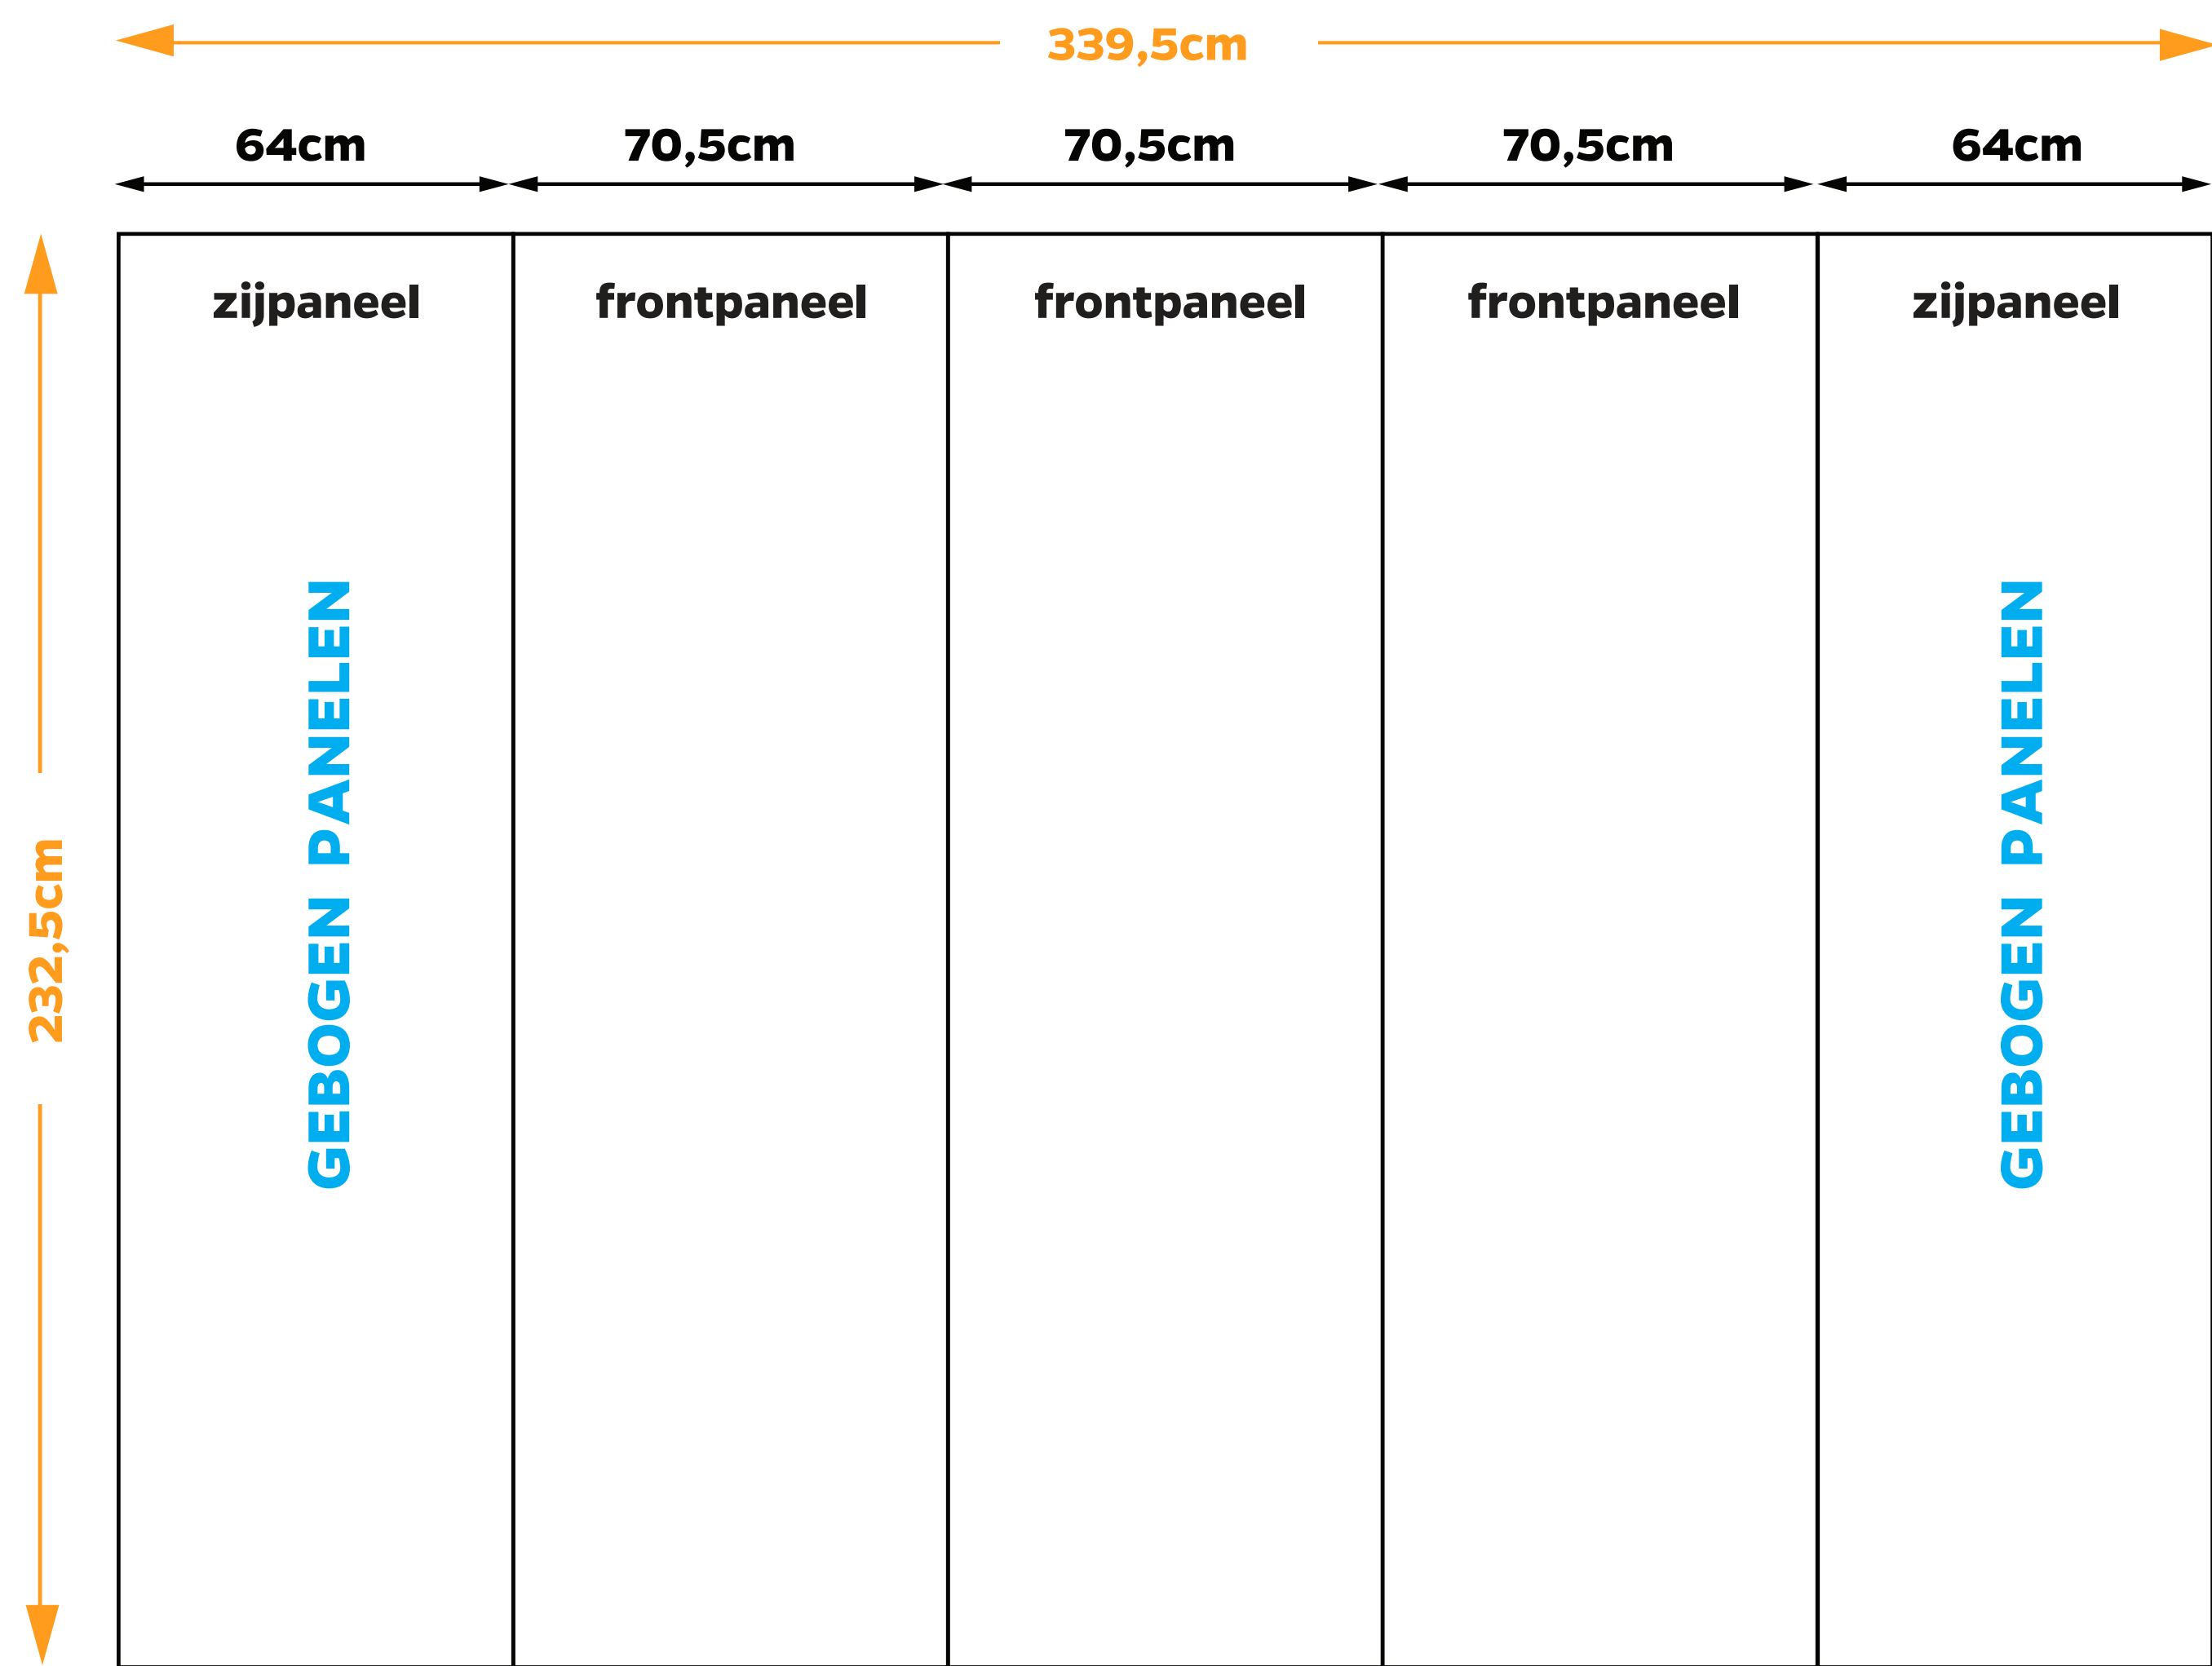 339,5cm
64cm 70,5cm 70,5cm 70,5cm 64cm
zijpaneel frontpaneel frontpaneel frontpaneel zijpaneel
232,5cm
GEBOGEN PANELEN
GEBOGEN PANELEN